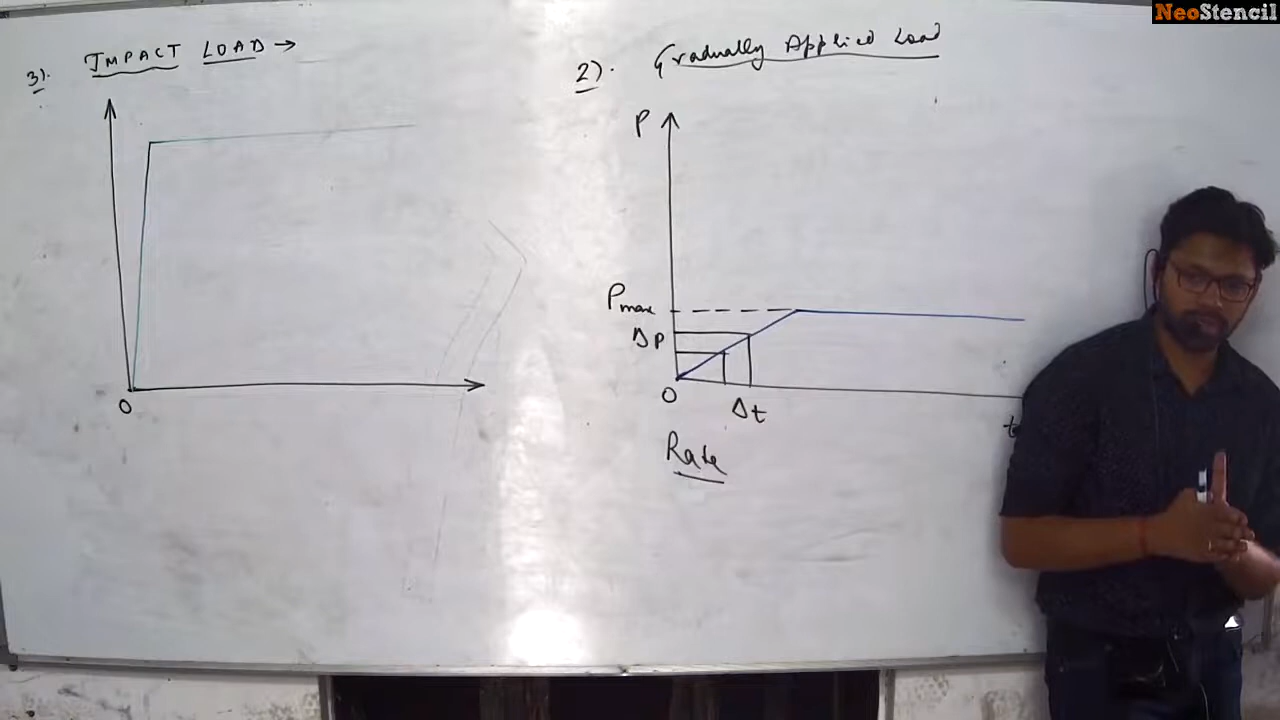 NeoStencil
3). IMPACT LOAD →
O
2). Gradually Applied Load
P
Pmax
ΔP
O
Δt
t
Rate